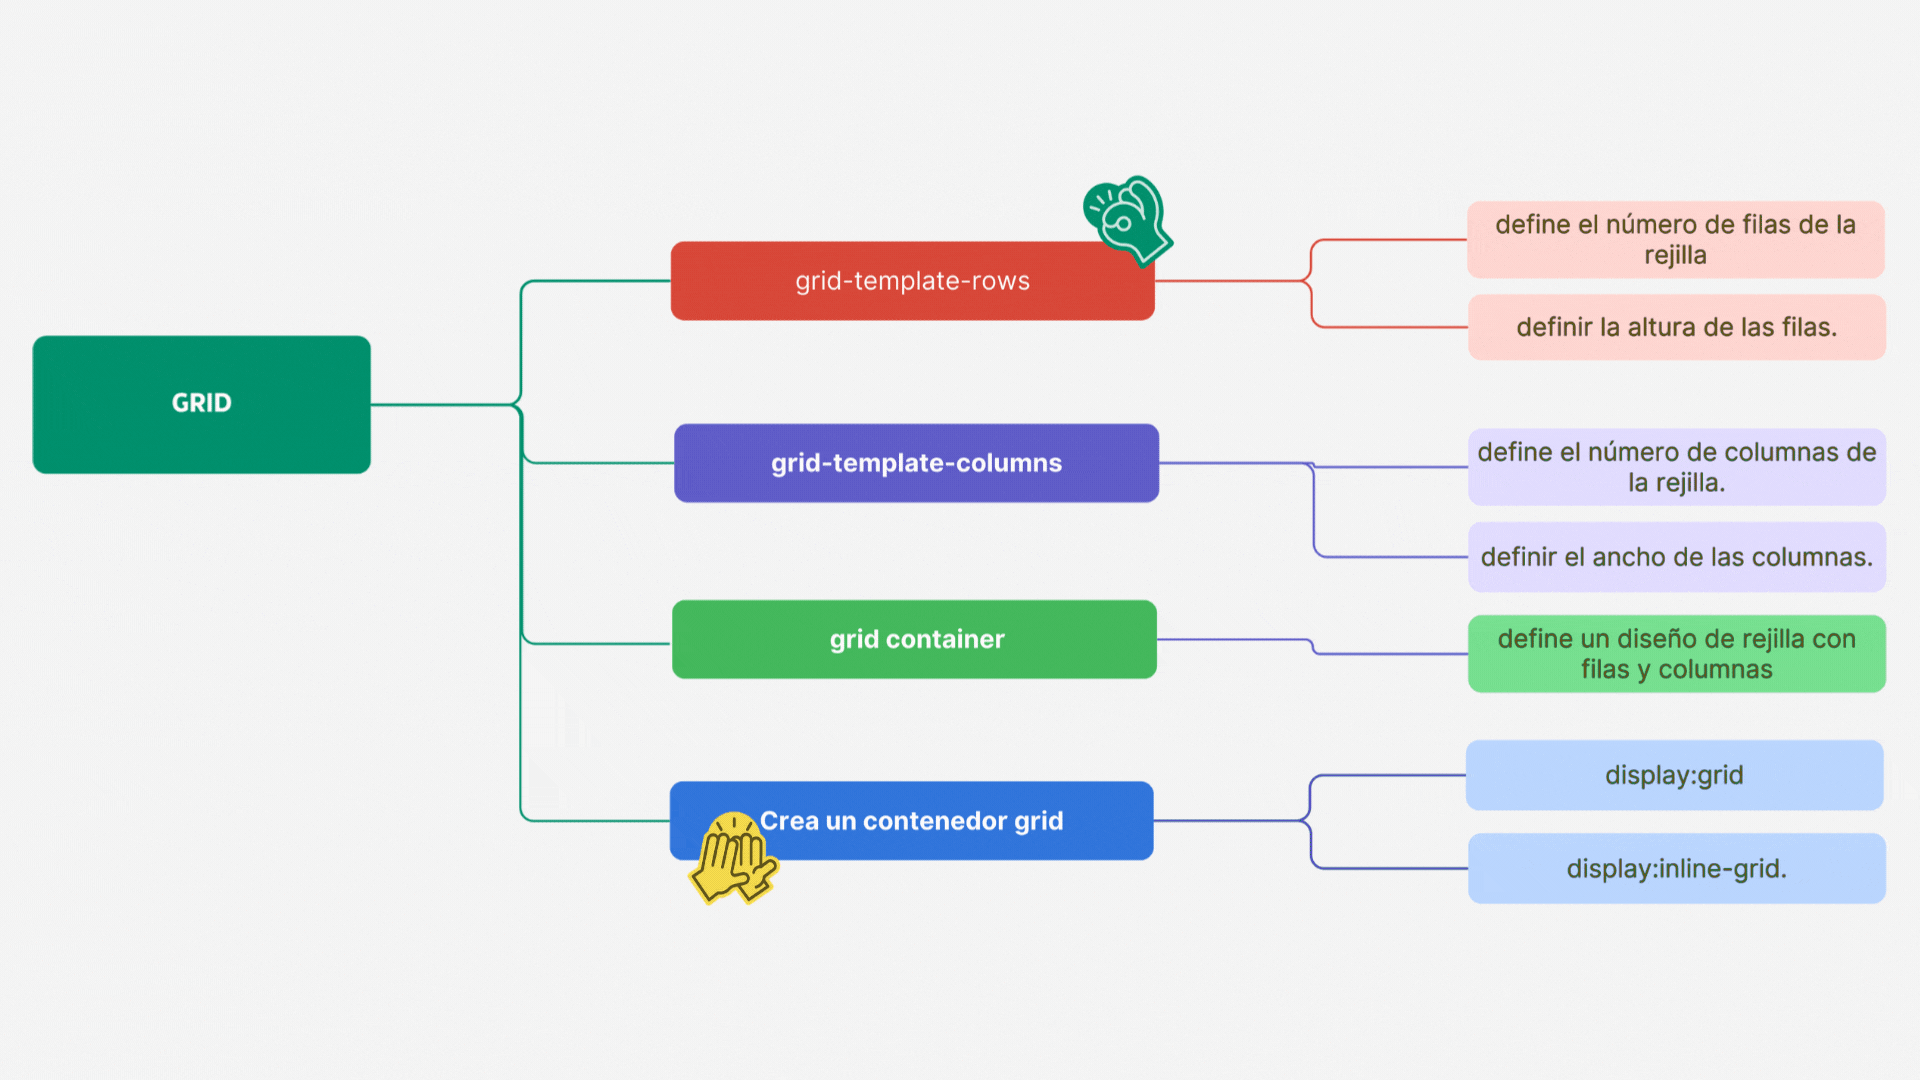 GRID
grid-template-rows
define el número de filas de la
rejilla
definir la altura de las filas.
grid-template-columns
define el número de columnas de
la rejilla.
definir el ancho de las columnas.
grid container
define un diseño de rejilla con
filas y columnas
Crea un contenedor grid
display:grid
display:inline-grid.